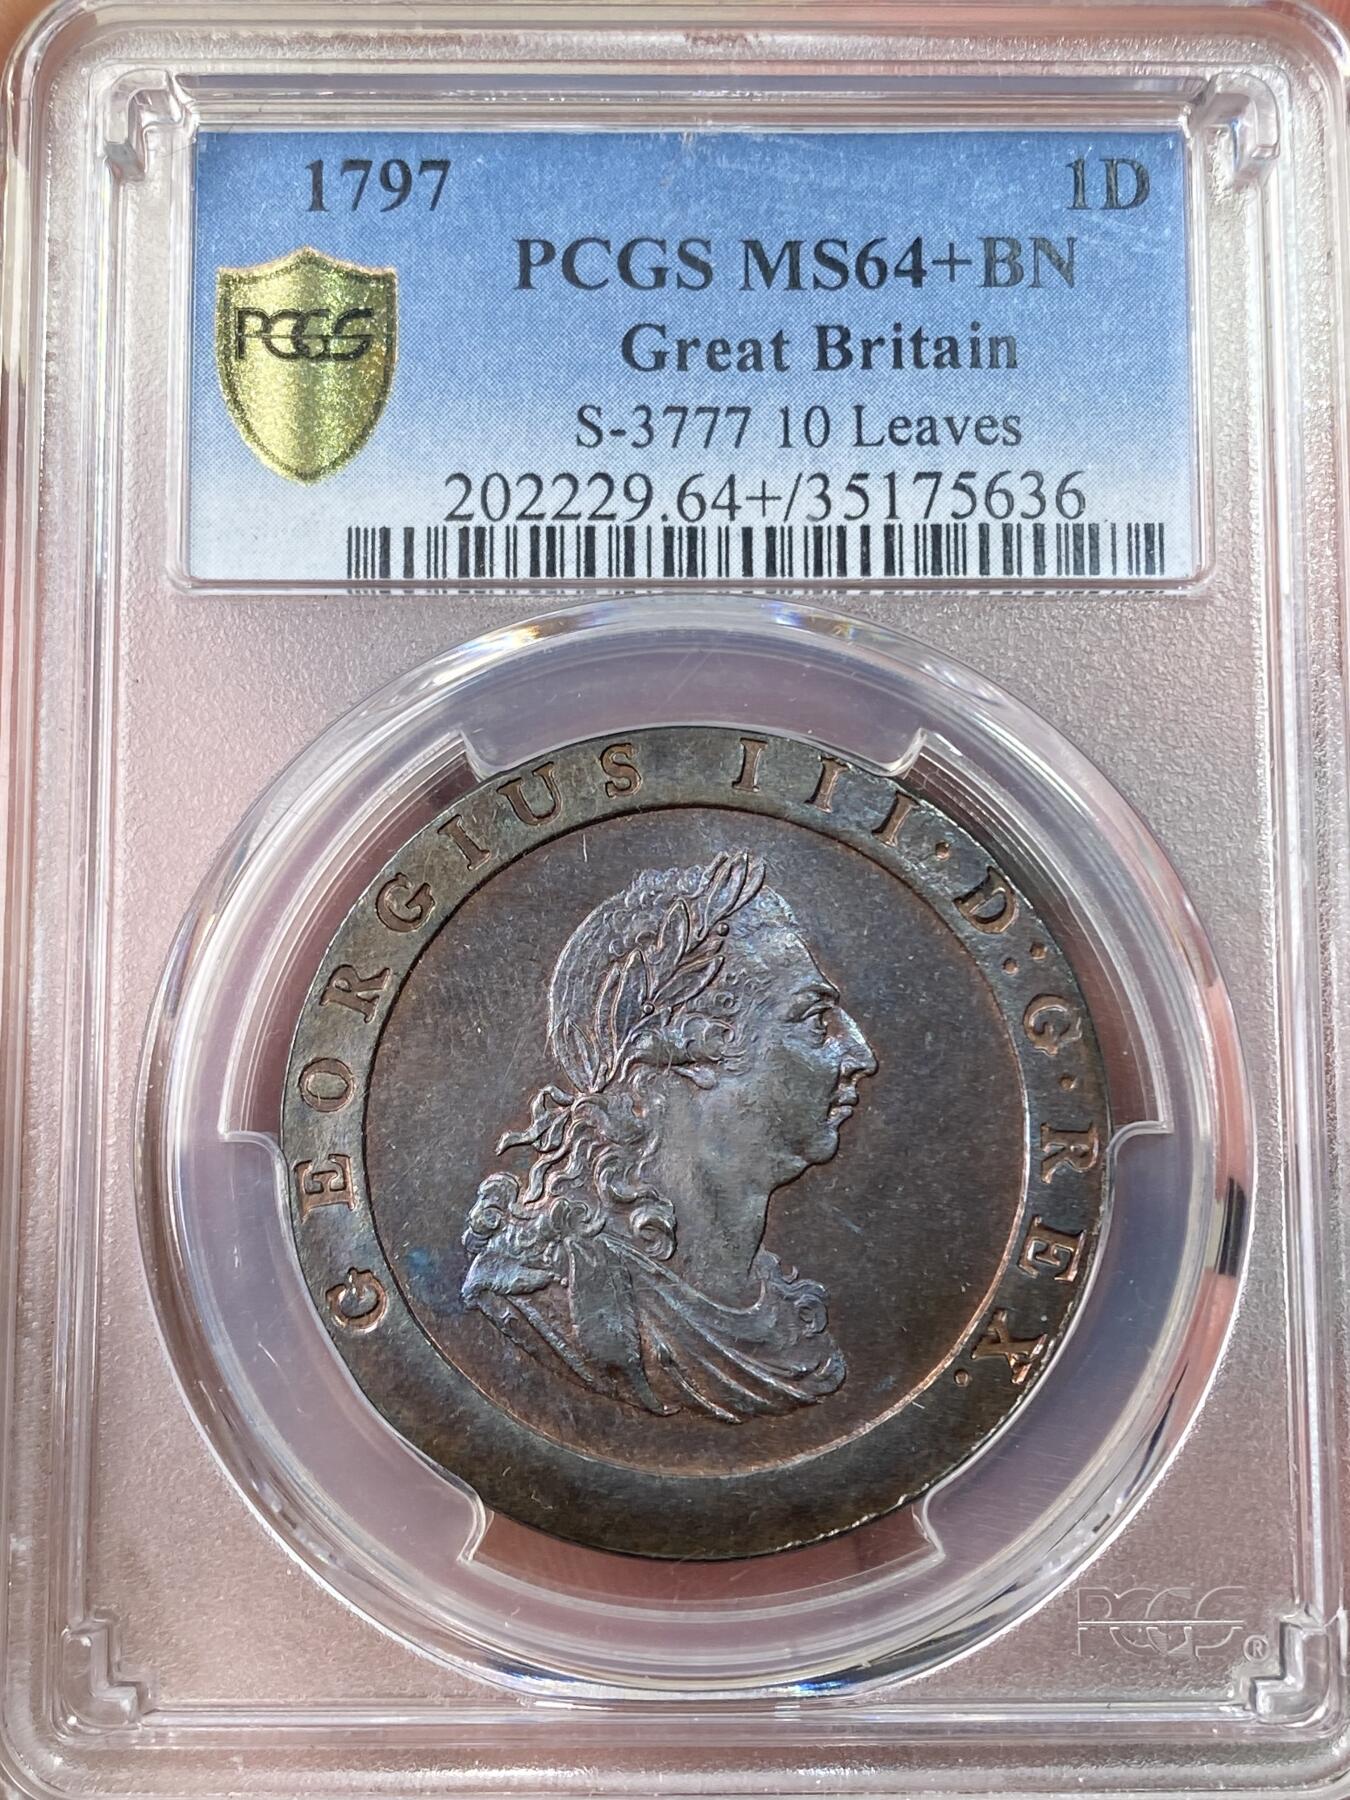 1797 1D
PCGS MS64+BN
PCGS
Great Britain
S-3777 10 Leaves
202229.64+/35175636
GEORGIUS III·D:G·REX.
PCGS®